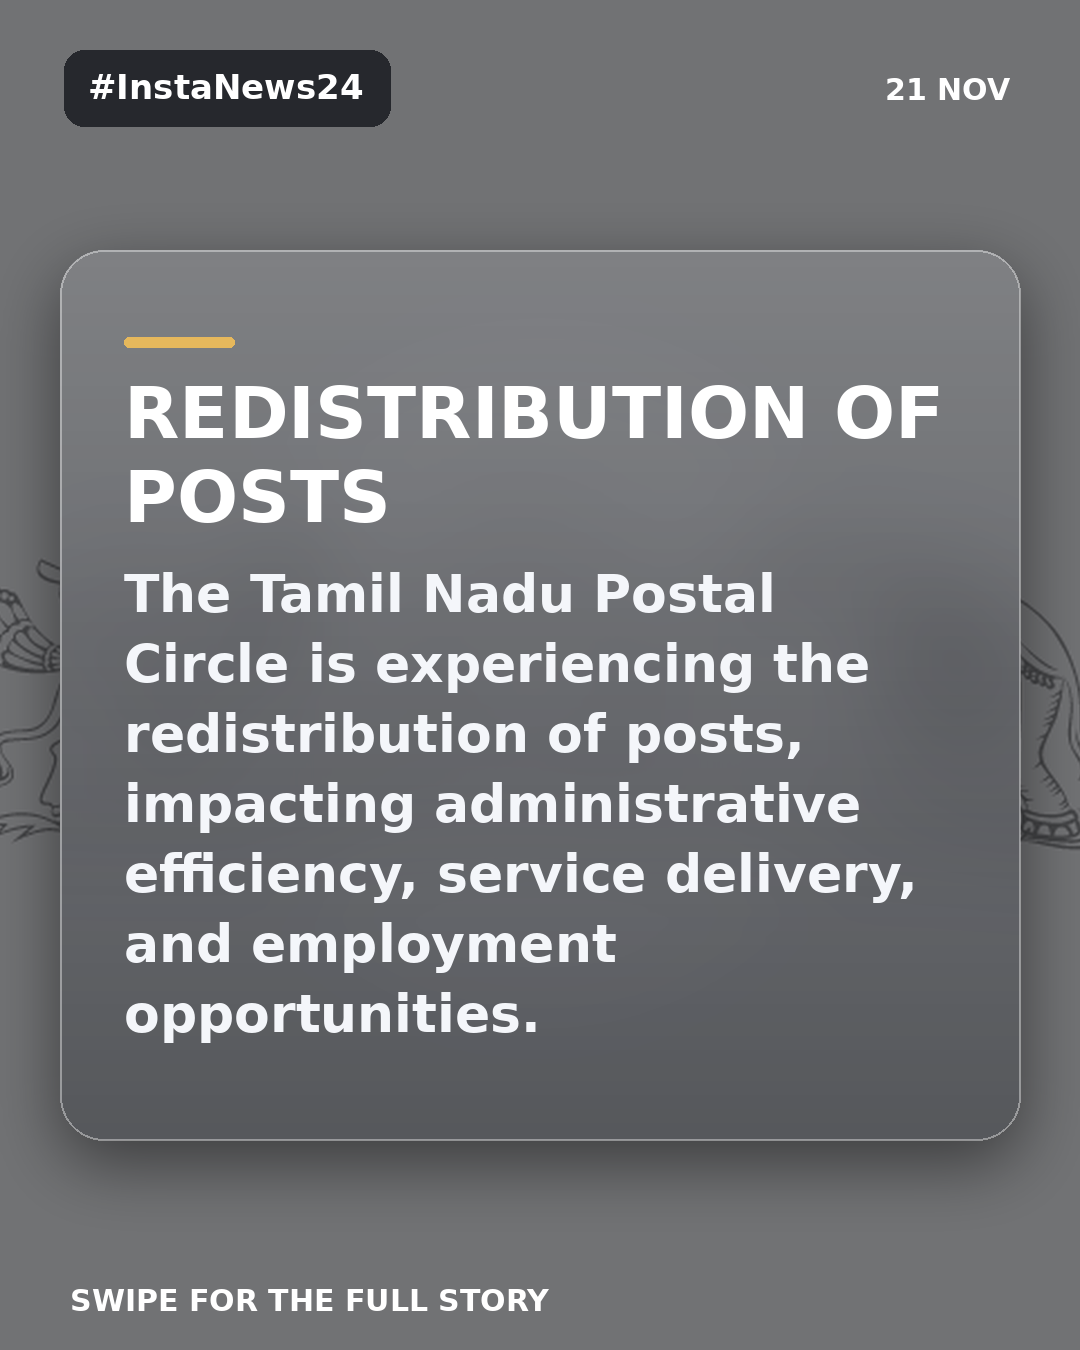 #InstaNews24
21 NOV
REDISTRIBUTION OF
POSTS
The Tamil Nadu Postal
Circle is experiencing the
redistribution of posts,
impacting administrative
efficiency, service delivery,
and employment
opportunities.
SWIPE FOR THE FULL STORY